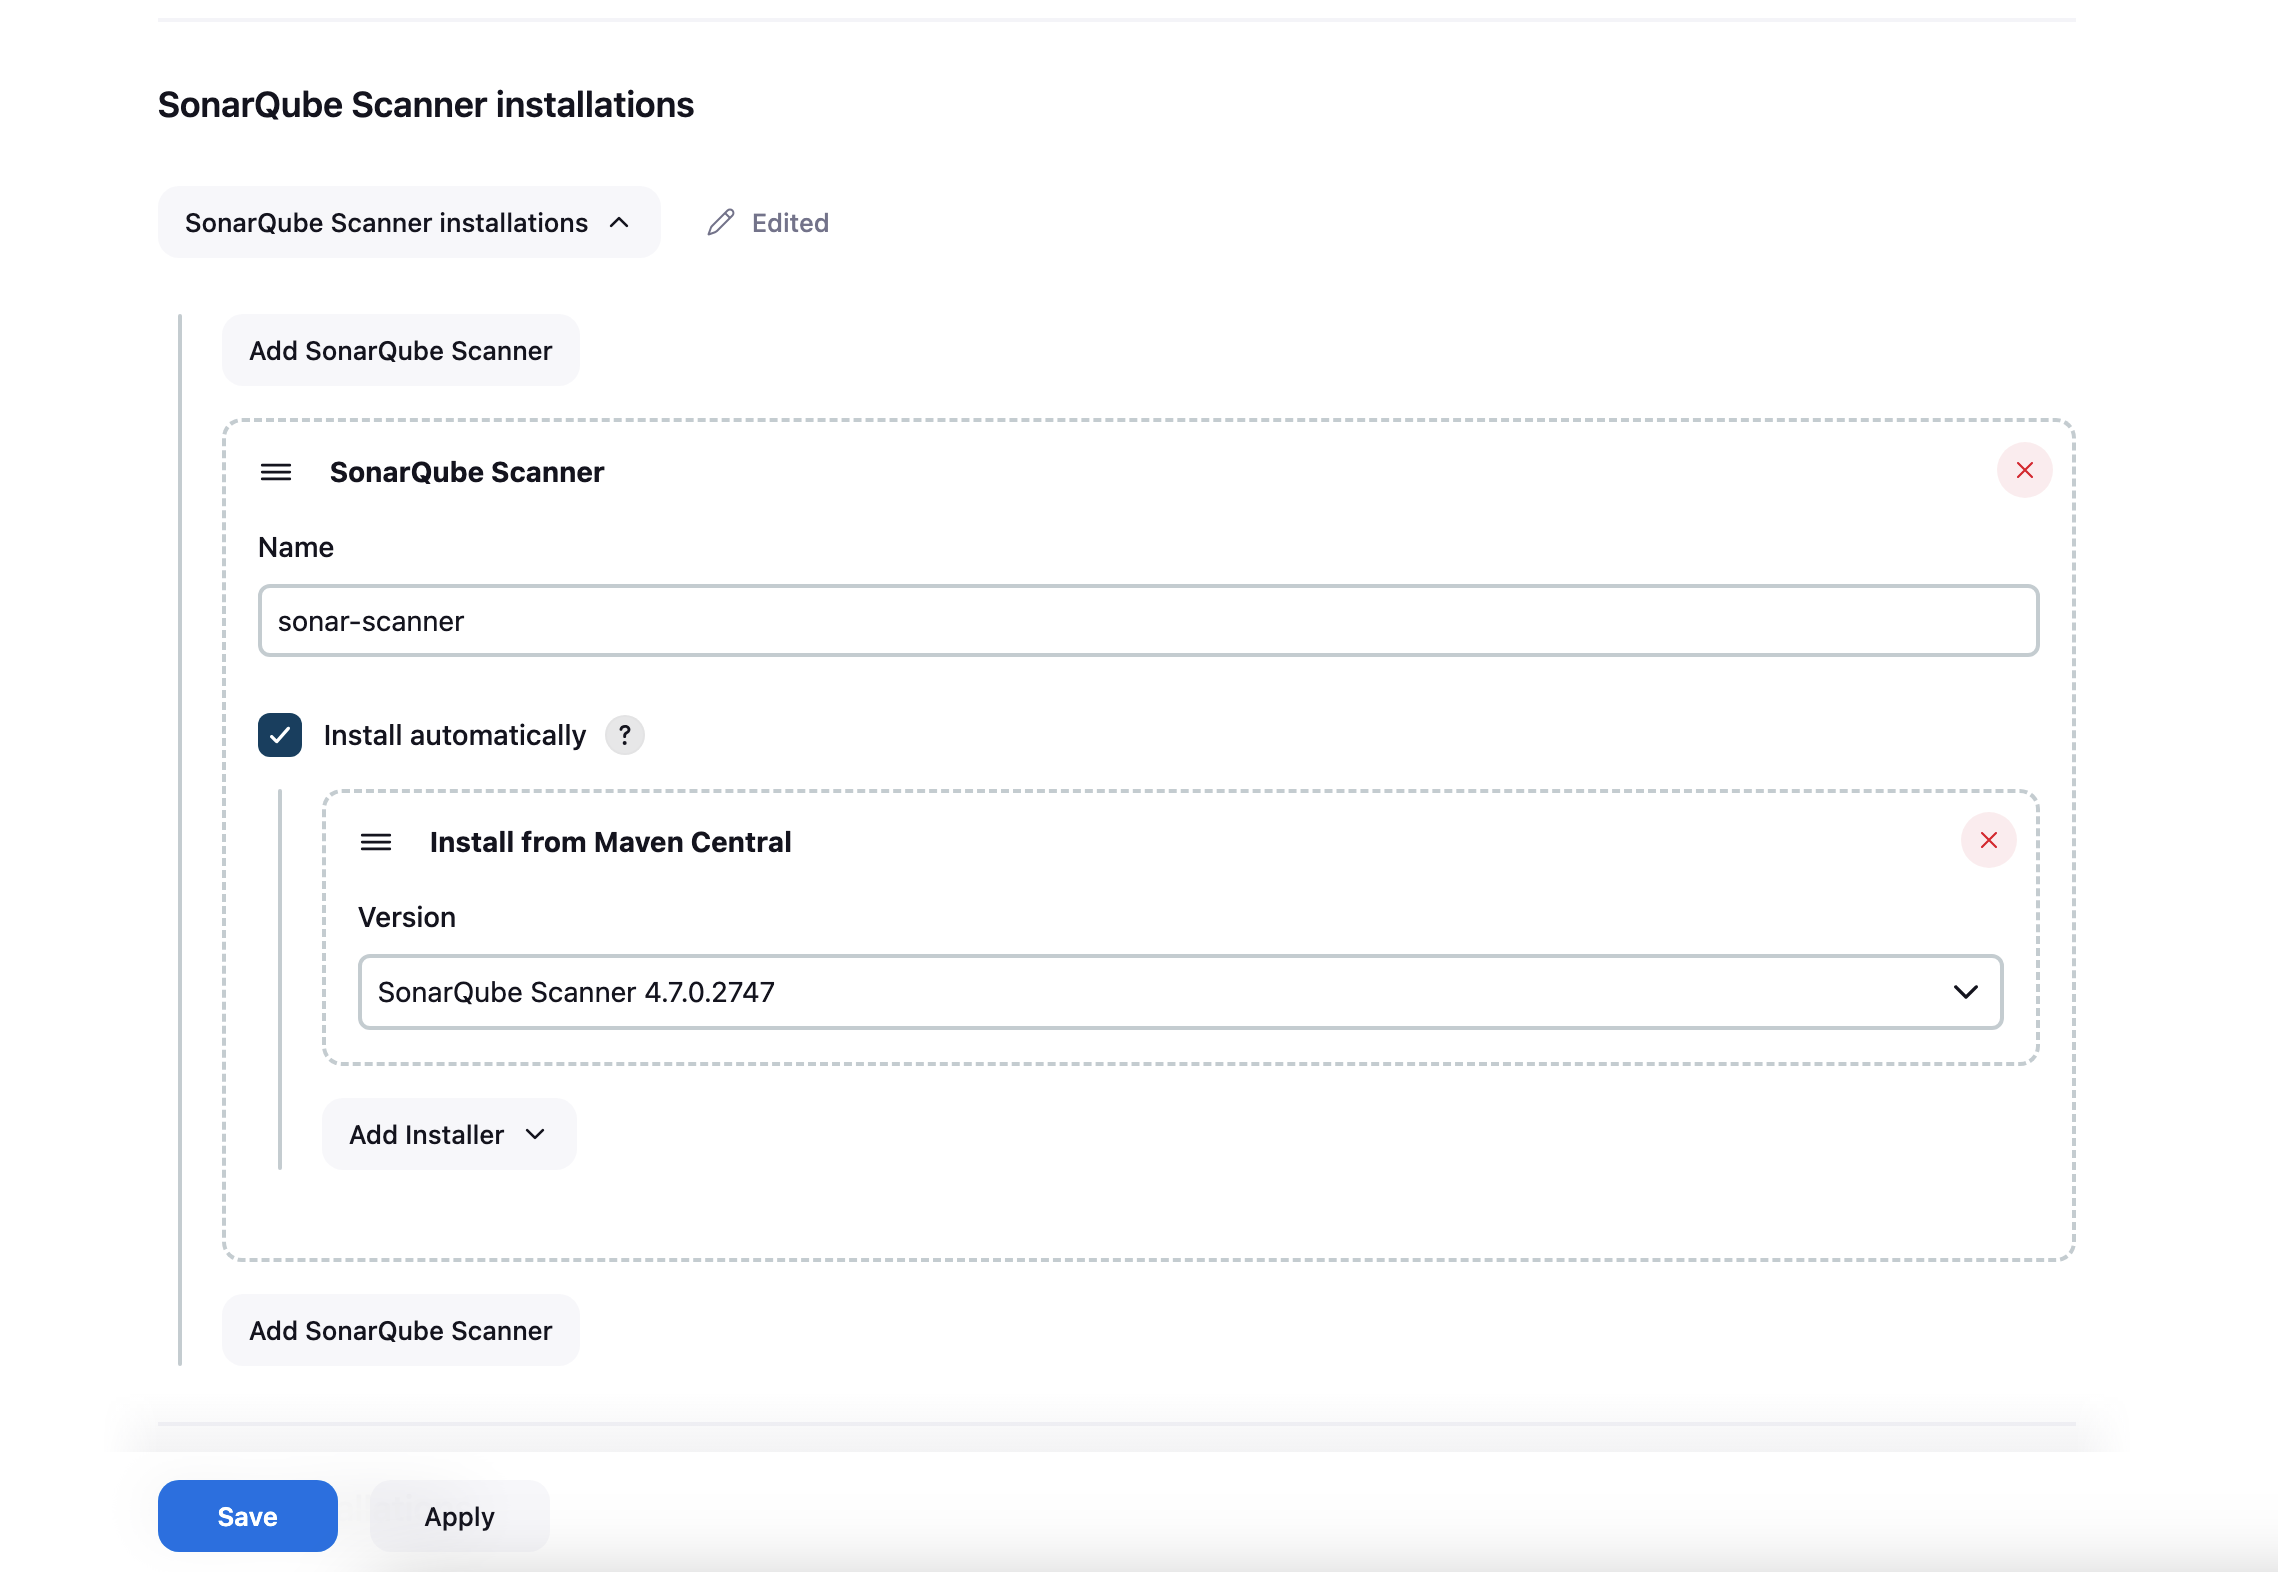 SonarQube Scanner installations
SonarQube Scanner installations
Edited
Add SonarQube Scanner
SonarQube Scanner
Name
sonar-scanner
Install automatically ?
Install from Maven Central
Version
SonarQube Scanner 4.7.0.2747
Add Installer
Add SonarQube Scanner
Save
Apply